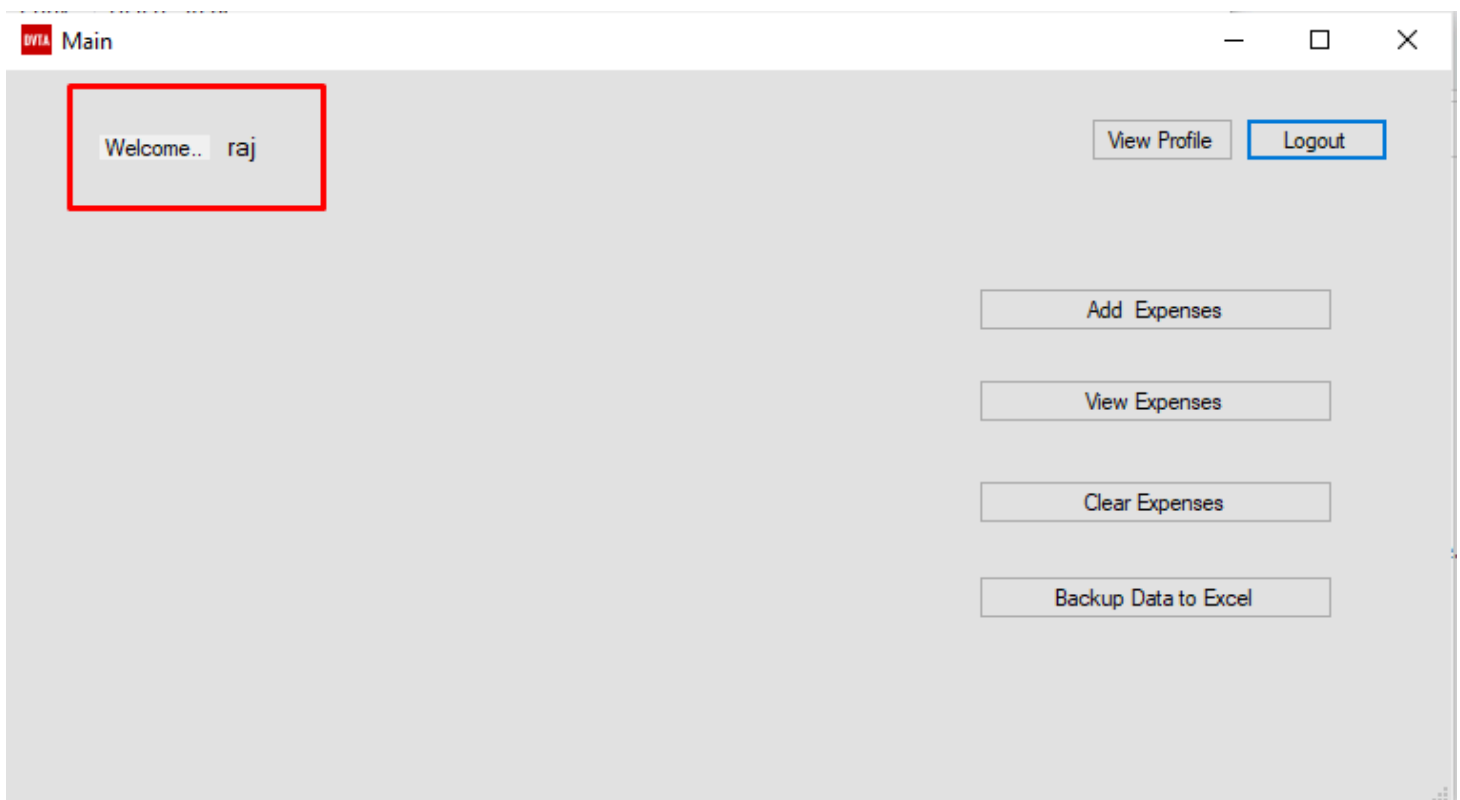 DVTA Main
Welcome.. raj
View Profile Logout
Add Expenses
View Expenses
Clear Expenses
Backup Data to Excel